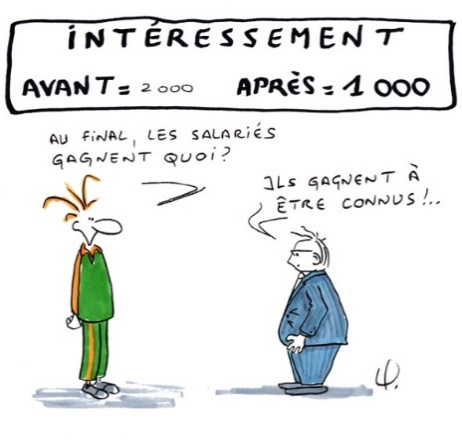 INTÉRESSEMENT
AVANT = 2000 APRÈS = 1 000
AU FINAL, LES SALARIÉS
GAGNENT QUOI?
ILS GAGNENT À
ÊTRE CONNUS!..